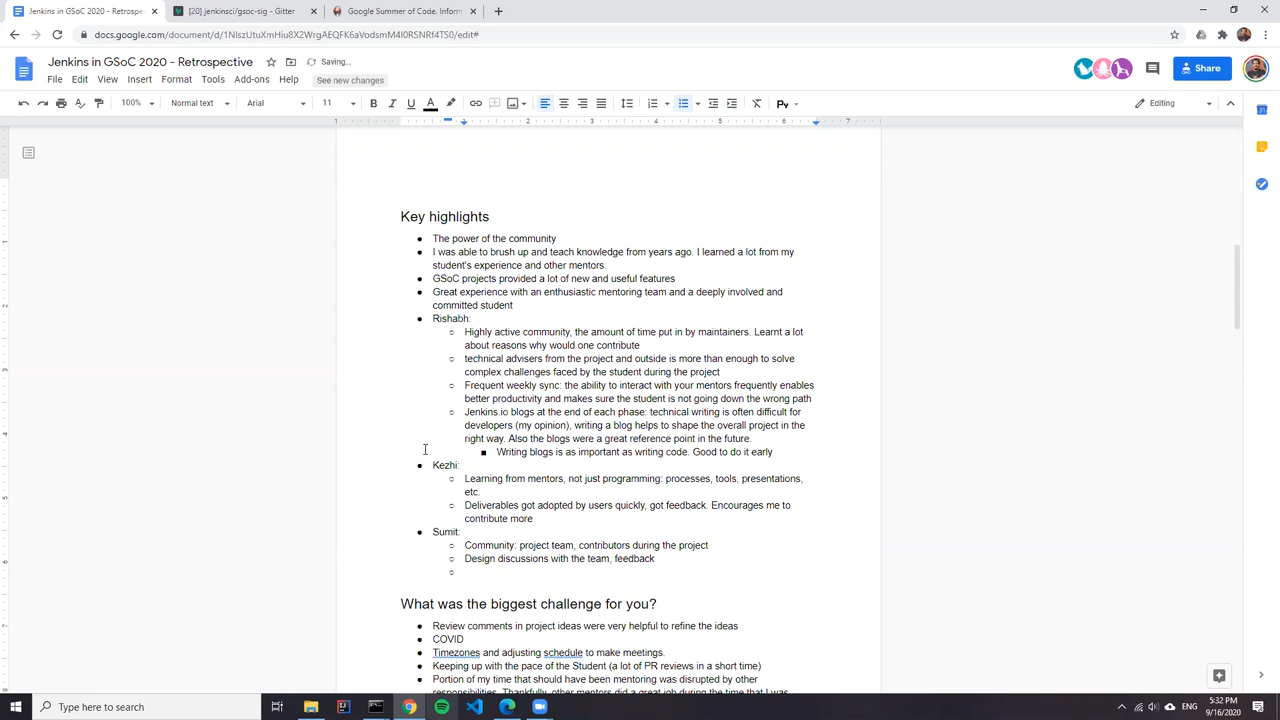 Jenkins in GSoC 2020 - Retrospec
[20] jenkinsci/gsoc-sig - Gitter
Google Summer of Code. Inform
docs.google.com/document/d/1NIszUtuXmHiu8X2WrgAEQFK6aVodsmM4I0RSNRf4TS0/edit#
Jenkins in GSoC 2020 - Retrospective
Saving...
File Edit View Insert Format Tools Add-ons Help
See new changes
Share
100%
Normal text
Arial
11
Editing
Key highlights
The power of the community
I was able to brush up and teach knowledge from years ago. I learned a lot from my
student's experience and other mentors.
GSoC projects provided a lot of new and useful features
Great experience with an enthusiastic mentoring team and a deeply involved and
committed student
Rishabh:
Highly active community, the amount of time put in by maintainers. Learnt a lot
about reasons why would one contribute
technical advisers from the project and outside is more than enough to solve
complex challenges faced by the student during the project
Frequent weekly sync: the ability to interact with your mentors frequently enables
better productivity and makes sure the student is not going down the wrong path
Jenkins.io blogs at the end of each phase: technical writing is often difficult for
developers (my opinion), writing a blog helps to shape the overall project in the
right way. Also the blogs were a great reference point in the future.
Writing blogs is as important as writing code. Good to do it early
Kezhi:
Learning from mentors, not just programming: processes, tools, presentations,
etc.
Deliverables got adopted by users quickly, got feedback. Encourages me to
contribute more
Sumit:
Community: project team, contributors during the project
Design discussions with the team, feedback
What was the biggest challenge for you?
Review comments in project ideas were very helpful to refine the ideas
COVID
Timezones and adjusting schedule to make meetings.
Keeping up with the pace of the Student (a lot of PR reviews in a short time)
Portion of my time that should have been mentoring was disrupted by other
responsibilities. Thankfully, other mentors did a great job during the time that I was
Type here to search
ENG
5:32 PM
9/16/2020